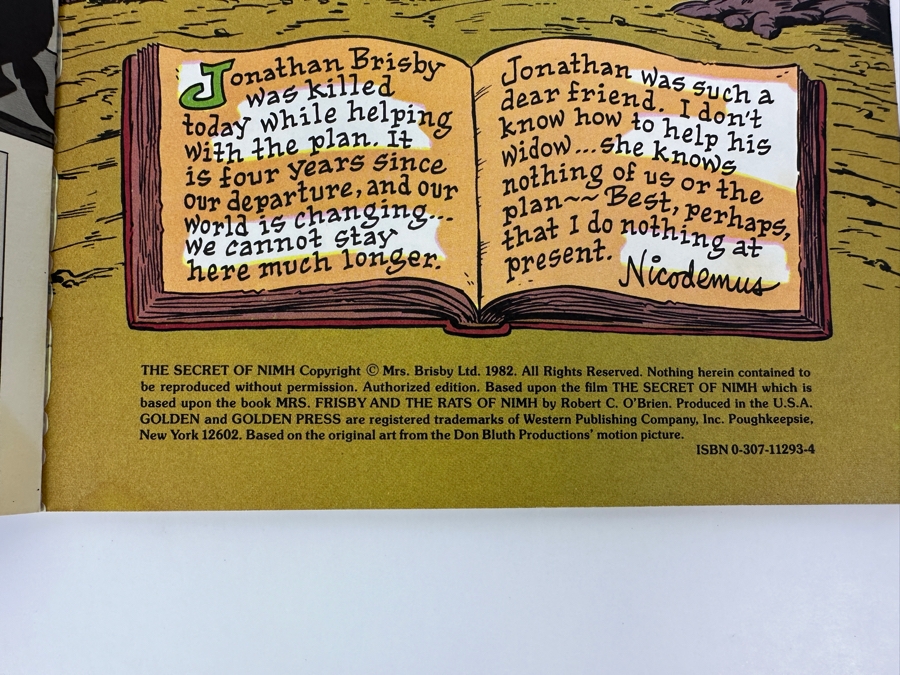 Jonathan Brisby
was killed
today while helping
with the plan. It
is four years since
our departure, and our
world is changing...
we cannot stay
here much longer.
Jonathan was such a
dear friend. I don't
know how to help his
widow... she knows
nothing of us or the
plan~~ Best, perhaps,
that I do nothing at
present.
Nicodemus
THE SECRET OF NIMH Copyright © Mrs. Brisby Ltd. 1982. All Rights Reserved. Nothing herein contained to
be reproduced without permission. Authorized edition. Based upon the film THE SECRET OF NIMH which is
based upon the book MRS. FRISBY AND THE RATS OF NIMH by Robert C. O'Brien. Produced in the U.S.A.
GOLDEN and GOLDEN PRESS are registered trademarks of Western Publishing Company, Inc. Poughkeepsie,
New York 12602. Based on the original art from the Don Bluth Productions' motion picture.
ISBN 0-307-11293-4